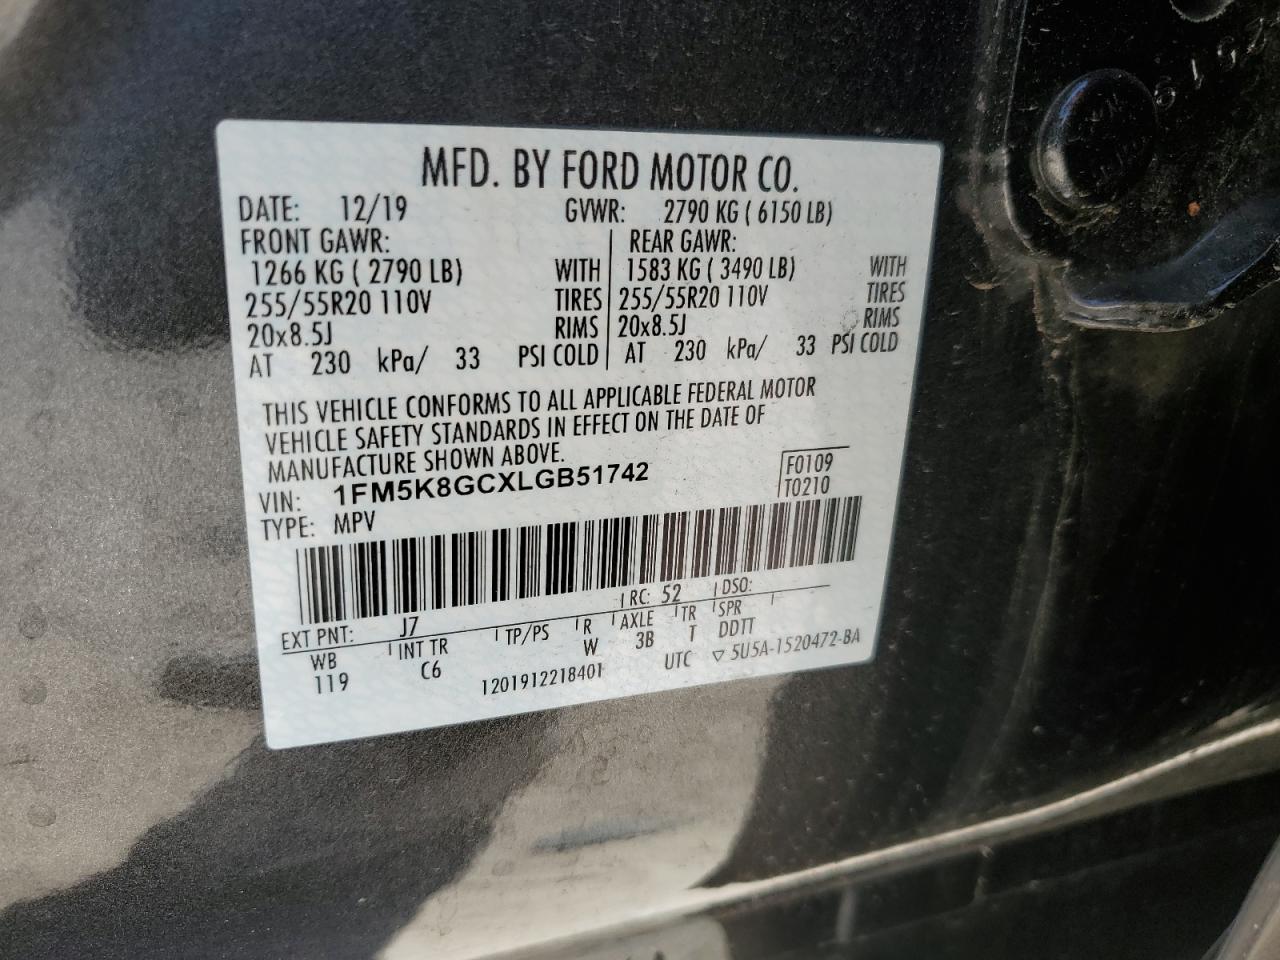 MFD. BY FORD MOTOR CO.
DATE: 12/19 GVWR: 2790 KG ( 6150 LB)
FRONT GAWR: REAR GAWR:
1266 KG ( 2790 LB) WITH 1583 KG ( 3490 LB) WITH
255/55R20 110V TIRES 255/55R20 110V TIRES
20x8.5J RIMS 20x8.5J RIMS
AT 230 kPa/ 33 PSI COLD AT 230 kPa/ 33 PSI COLD
THIS VEHICLE CONFORMS TO ALL APPLICABLE FEDERAL MOTOR
VEHICLE SAFETY STANDARDS IN EFFECT ON THE DATE OF
MANUFACTURE SHOWN ABOVE.
VIN: 1FM5K8GCXLGB51742 F0109
TYPE: MPV T0210
EXT PNT: J7 RC: 52 DSO:
WB INT TR TP/PS R AXLE TR SPR
119 C6 W 3B T DDTT
1201912218401 UTC ▽ 5U5A-1520472-BA